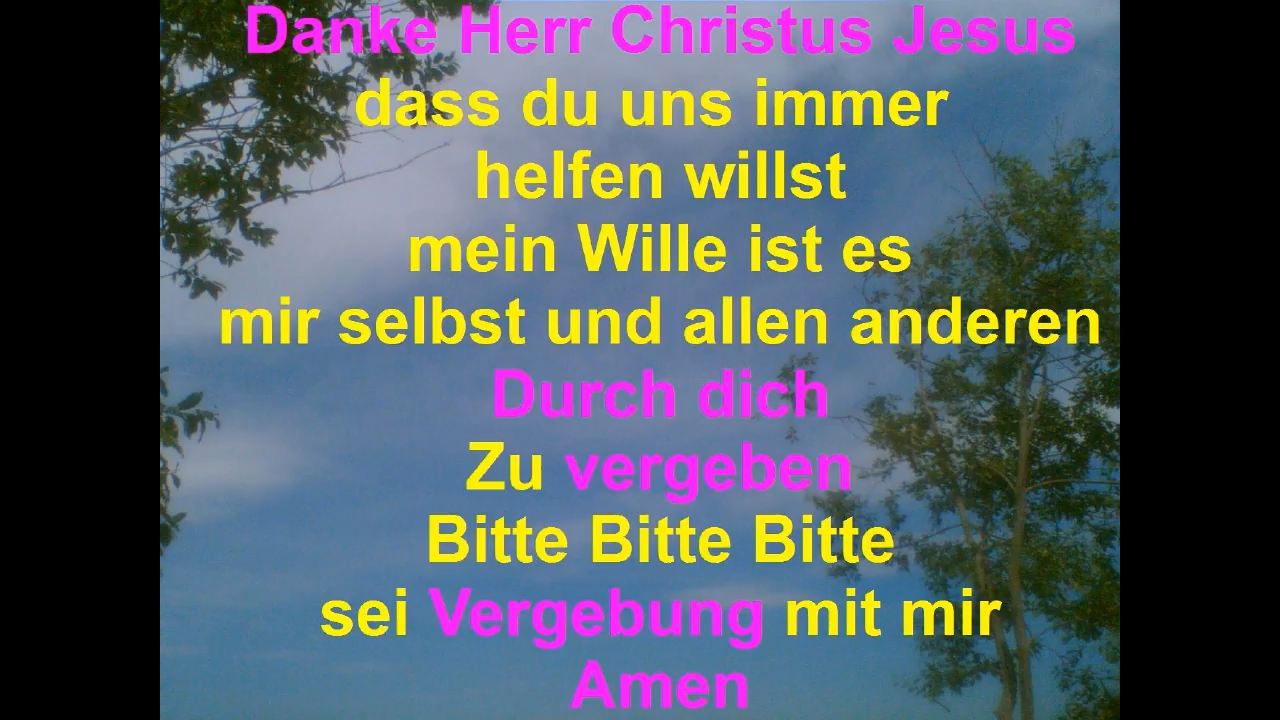 Danke Herr Christus Jesus
dass du uns immer
helfen willst
mein Wille ist es
mir selbst und allen anderen
Durch dich
Zu vergeben
Bitte Bitte Bitte
sei Vergebung mit mir
Amen